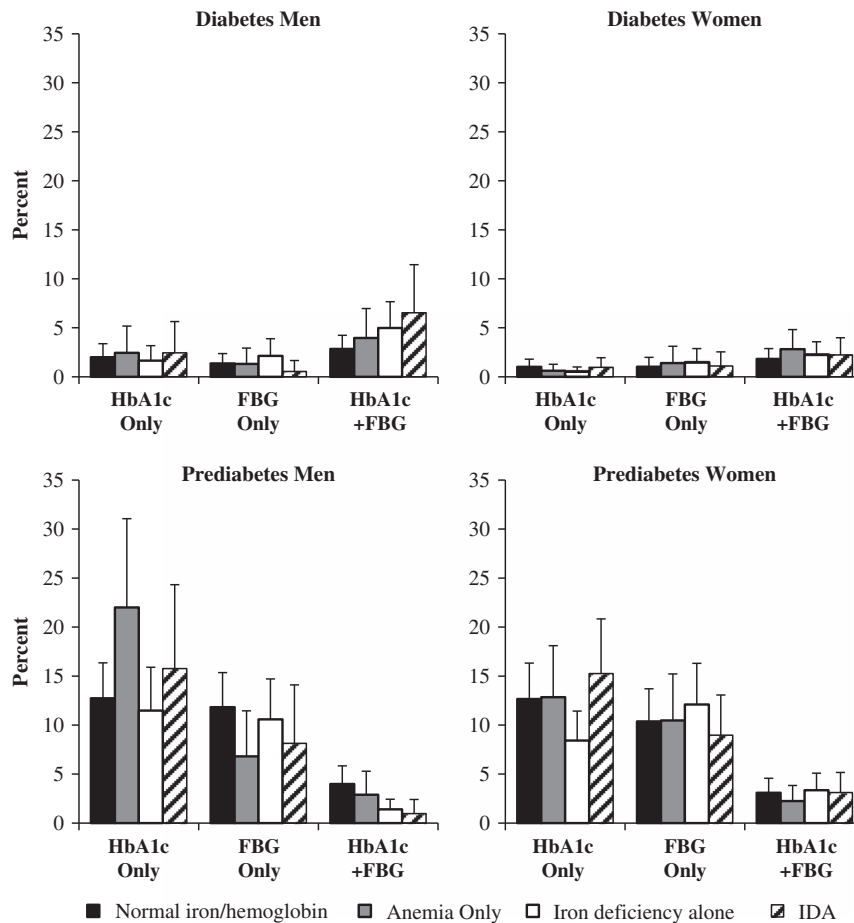 Diabetes Men
Percent
35
30
25
20
15
10
5
0
HbA1c Only
FBG Only
HbA1c +FBG
Diabetes Women
35
30
25
20
15
10
5
0
HbA1c Only
FBG Only
HbA1c +FBG
Prediabetes Men
Percent
35
30
25
20
15
10
5
0
HbA1c Only
FBG Only
HbA1c +FBG
Prediabetes Women
35
30
25
20
15
10
5
0
HbA1c Only
FBG Only
HbA1c +FBG
Normal iron/hemoglobin
Anemia Only
Iron deficiency alone
IDA